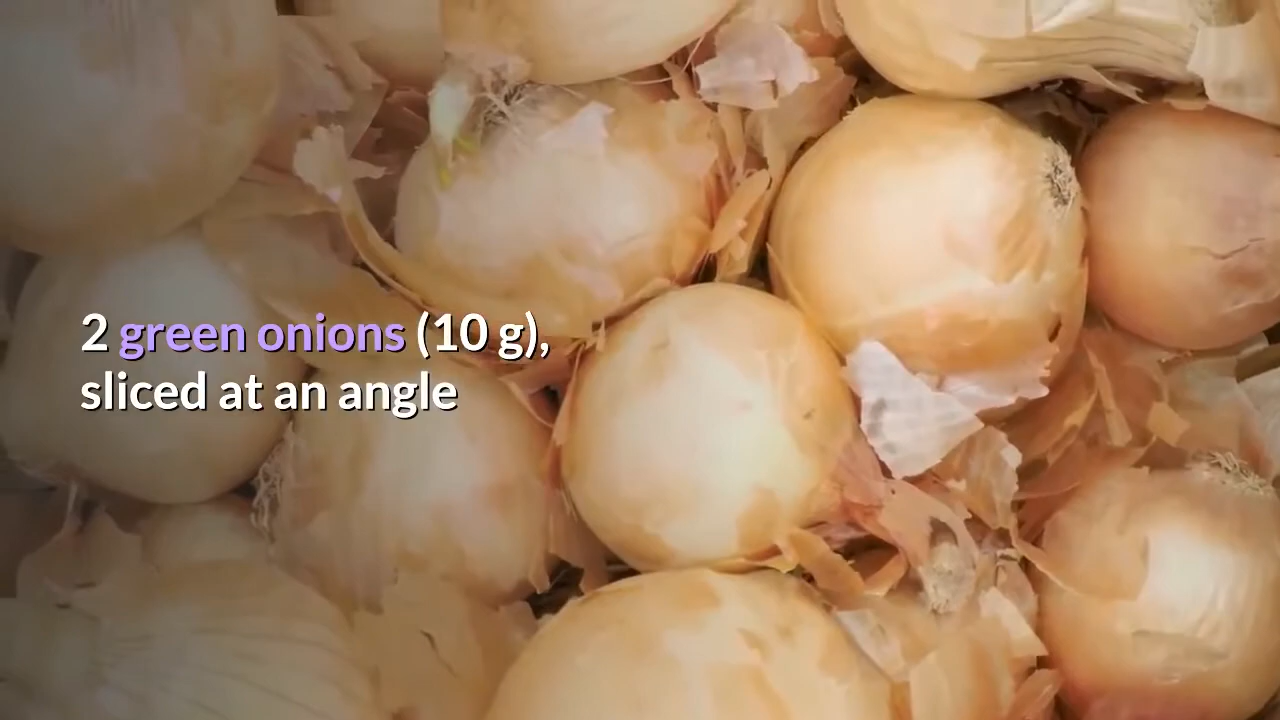 2 green onions (10 g),
sliced at an angle